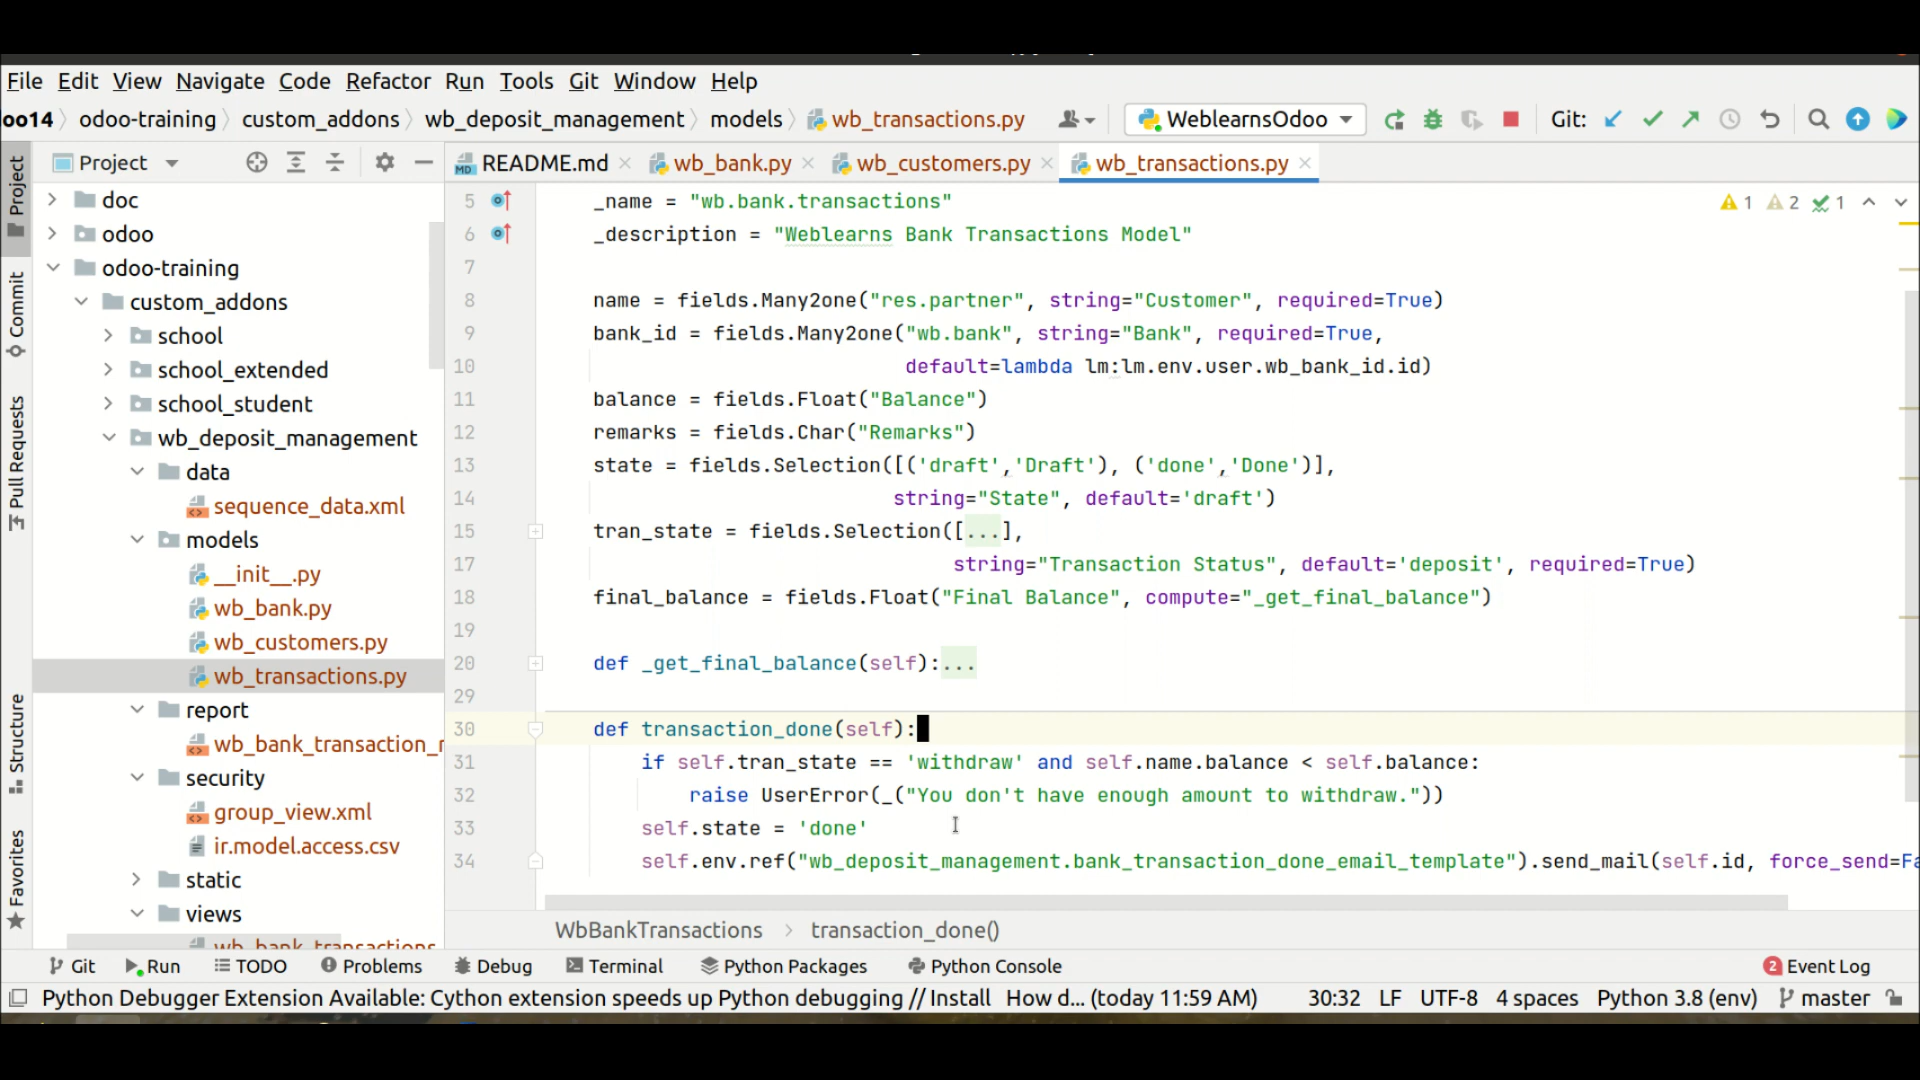 File Edit View Navigate Code Refactor Run Tools Git Window Help
oo14 odoo-training custom_addons wb_deposit_management models wb_transactions.py WeblearnsOdoo Git:
Project README.md wb_bank.py wb_customers.py wb_transactions.py
Project
Commit
Pull Requests
Structure
Favorites
doc
odoo
odoo-training
custom_addons
school
school_extended
school_student
wb_deposit_management
data
sequence_data.xml
models
__init__.py
wb_bank.py
wb_customers.py
wb_transactions.py
report
wb_bank_transaction_r
security
group_view.xml
ir.model.access.csv
static
views
wb_bank_transactions
1 2 1
5 _name = "wb.bank.transactions"
6 _description = "Weblearns Bank Transactions Model"
7
8 name = fields.Many2one("res.partner", string="Customer", required=True)
9 bank_id = fields.Many2one("wb.bank", string="Bank", required=True,
10 default=lambda lm:lm.env.user.wb_bank_id.id)
11 balance = fields.Float("Balance")
12 remarks = fields.Char("Remarks")
13 state = fields.Selection([('draft','Draft'), ('done','Done')],
14 string="State", default='draft')
15 tran_state = fields.Selection([...],
17 string="Transaction Status", default='deposit', required=True)
18 final_balance = fields.Float("Final Balance", compute="_get_final_balance")
19
20 def _get_final_balance(self):...
29
30 def transaction_done(self):
31 if self.tran_state == 'withdraw' and self.name.balance < self.balance:
32 raise UserError(_("You don't have enough amount to withdraw."))
33 self.state = 'done'
34 self.env.ref("wb_deposit_management.bank_transaction_done_email_template").send_mail(self.id, force_send=Fa
WbBankTransactions transaction_done()
Git Run TODO Problems Debug Terminal Python Packages Python Console 2 Event Log
Python Debugger Extension Available: Cython extension speeds up Python debugging // Install How d... (today 11:59 AM) 30:32 LF UTF-8 4 spaces Python 3.8 (env) master